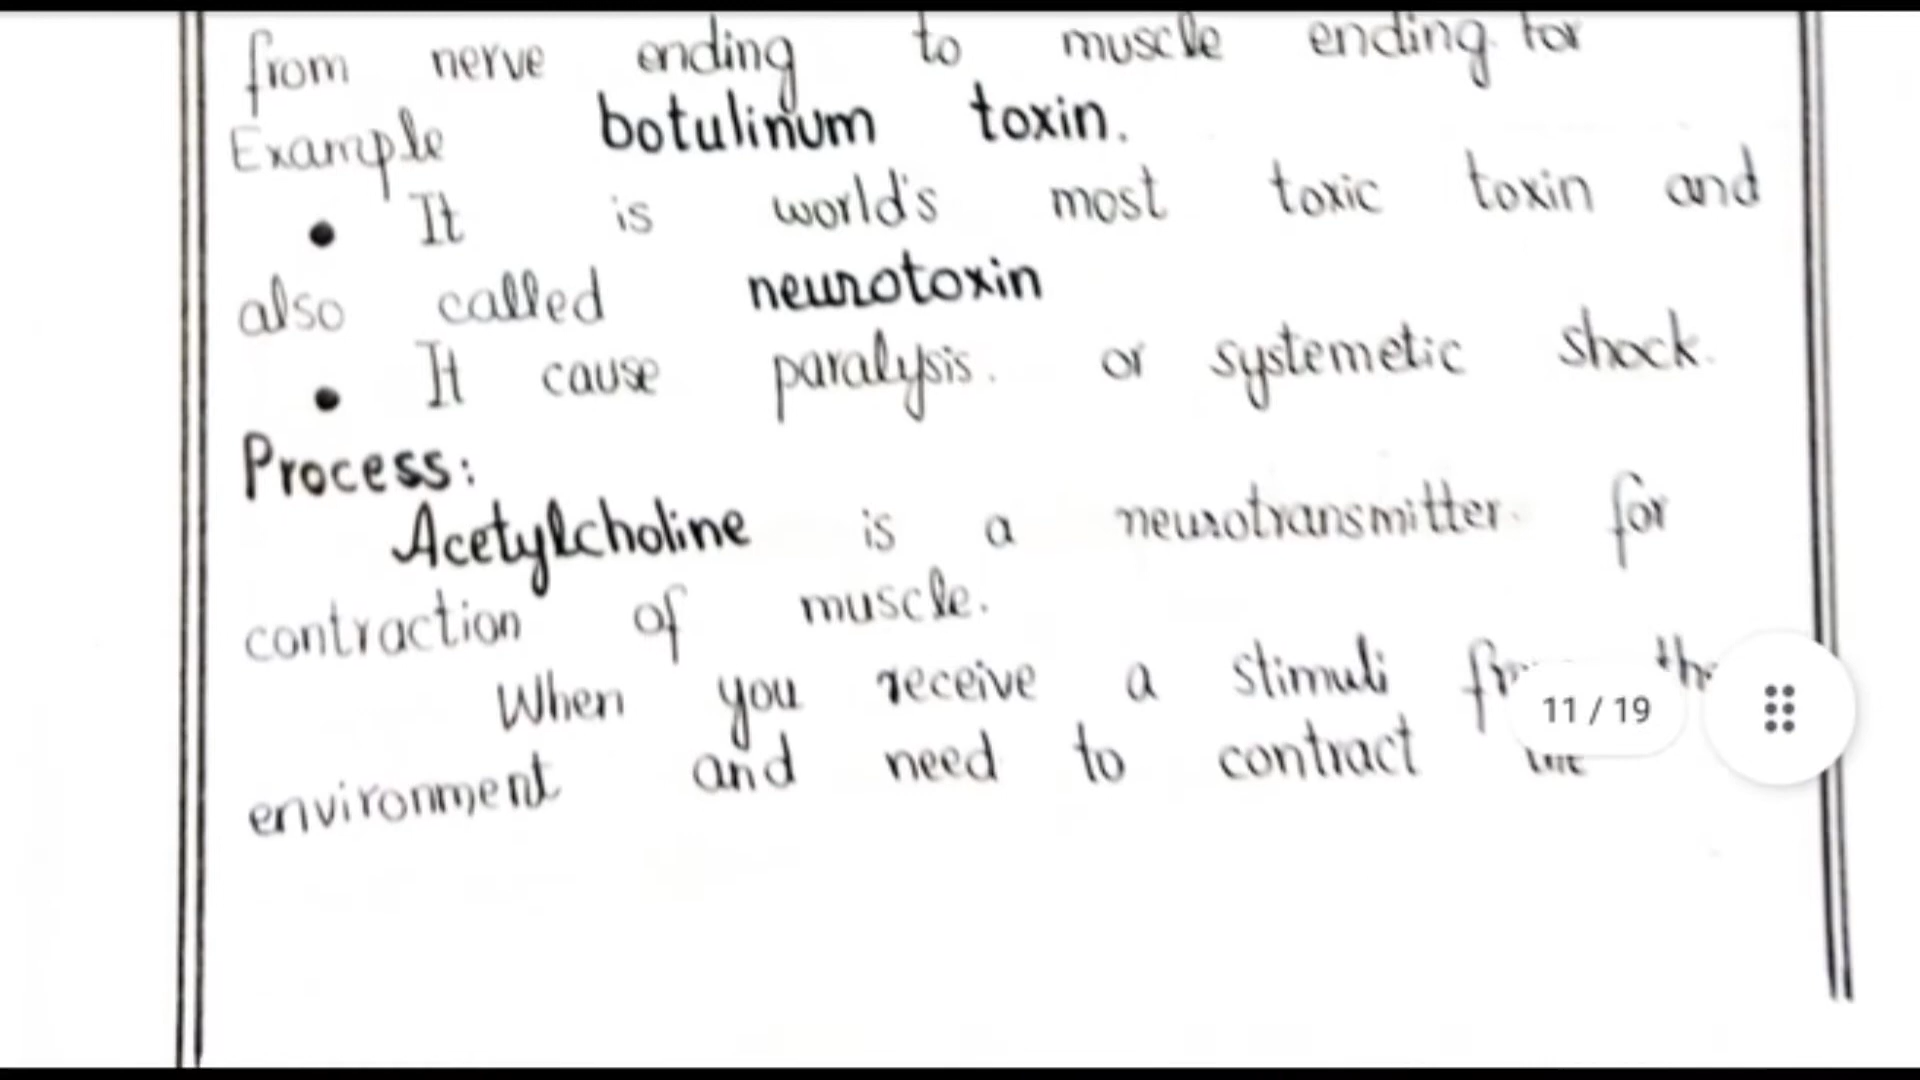 from nerve ending to muscle ending. for
Example botulinum toxin.
• It is world's most toxic toxin and
also called neurotoxin
• It cause paralysis. or systemetic shock.
Process:
Acetylcholine is a neurotransmitter. for
contraction of muscle.
When you receive a stimuli
environment and need to contract
11 / 19